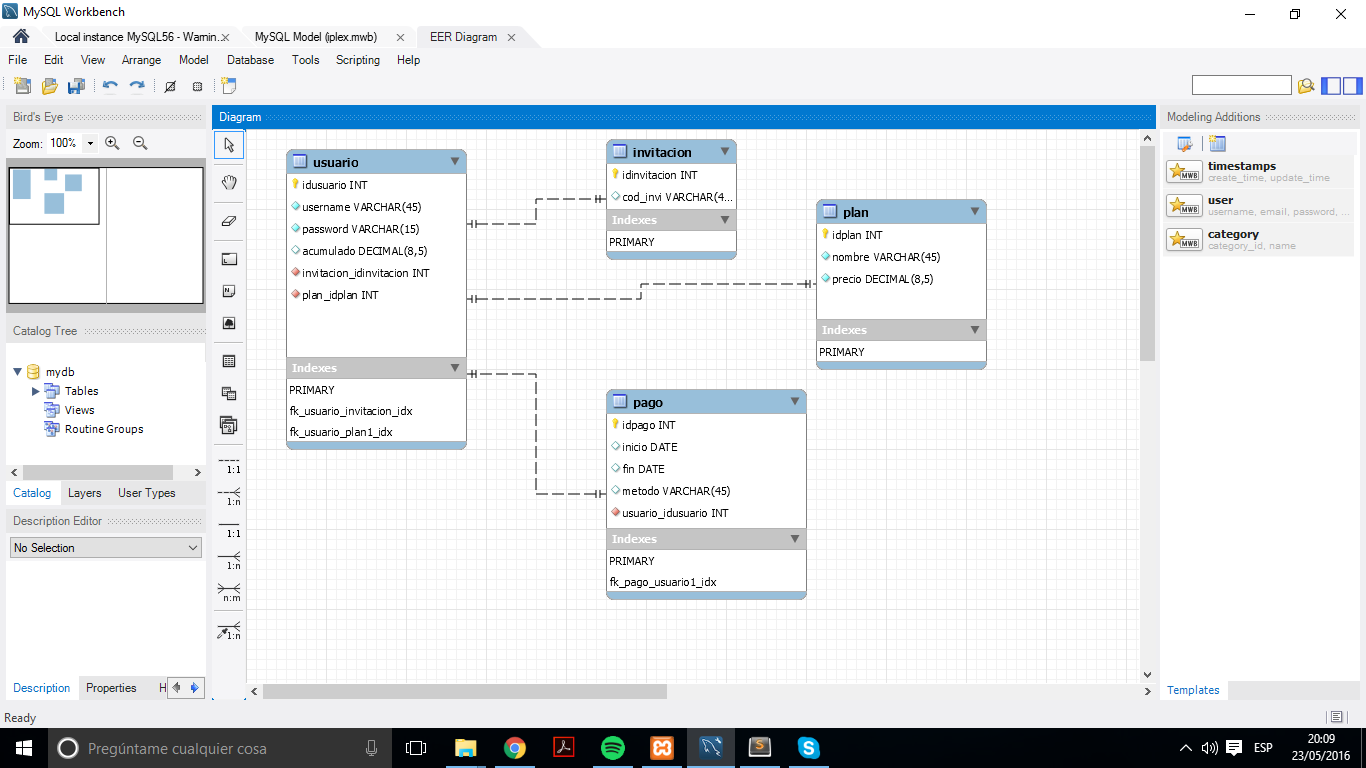 MySQL Workbench
Local instance MySQL56 - Warnin...
MySQL Model (iplex.mwb)
EER Diagram
File Edit View Arrange Model Database Tools Scripting Help
Bird's Eye
Zoom: 100%
Catalog Tree
mydb
Tables
Views
Routine Groups
Catalog Layers User Types
Description Editor
No Selection
Description Properties H
Diagram
1:1
1:n
1:1
1:n
n:m
1:n
usuario
idusuario INT
username VARCHAR(45)
password VARCHAR(15)
acumulado DECIMAL(8,5)
invitacion_idinvitacion INT
plan_idplan INT
Indexes
PRIMARY
fk_usuario_invitacion_idx
fk_usuario_plan1_idx
invitacion
idinvitacion INT
cod_invi VARCHAR(4...
Indexes
PRIMARY
plan
idplan INT
nombre VARCHAR(45)
precio DECIMAL(8,5)
Indexes
PRIMARY
pago
idpago INT
inicio DATE
fin DATE
metodo VARCHAR(45)
usuario_idusuario INT
Indexes
PRIMARY
fk_pago_usuario1_idx
Modeling Additions
MWB
timestamps
create_time, update_time
MWB
user
username, email, password, ...
MWB
category
category_id, name
Templates
Ready
Pregúntame cualquier cosa
ESP
20:09
23/05/2016